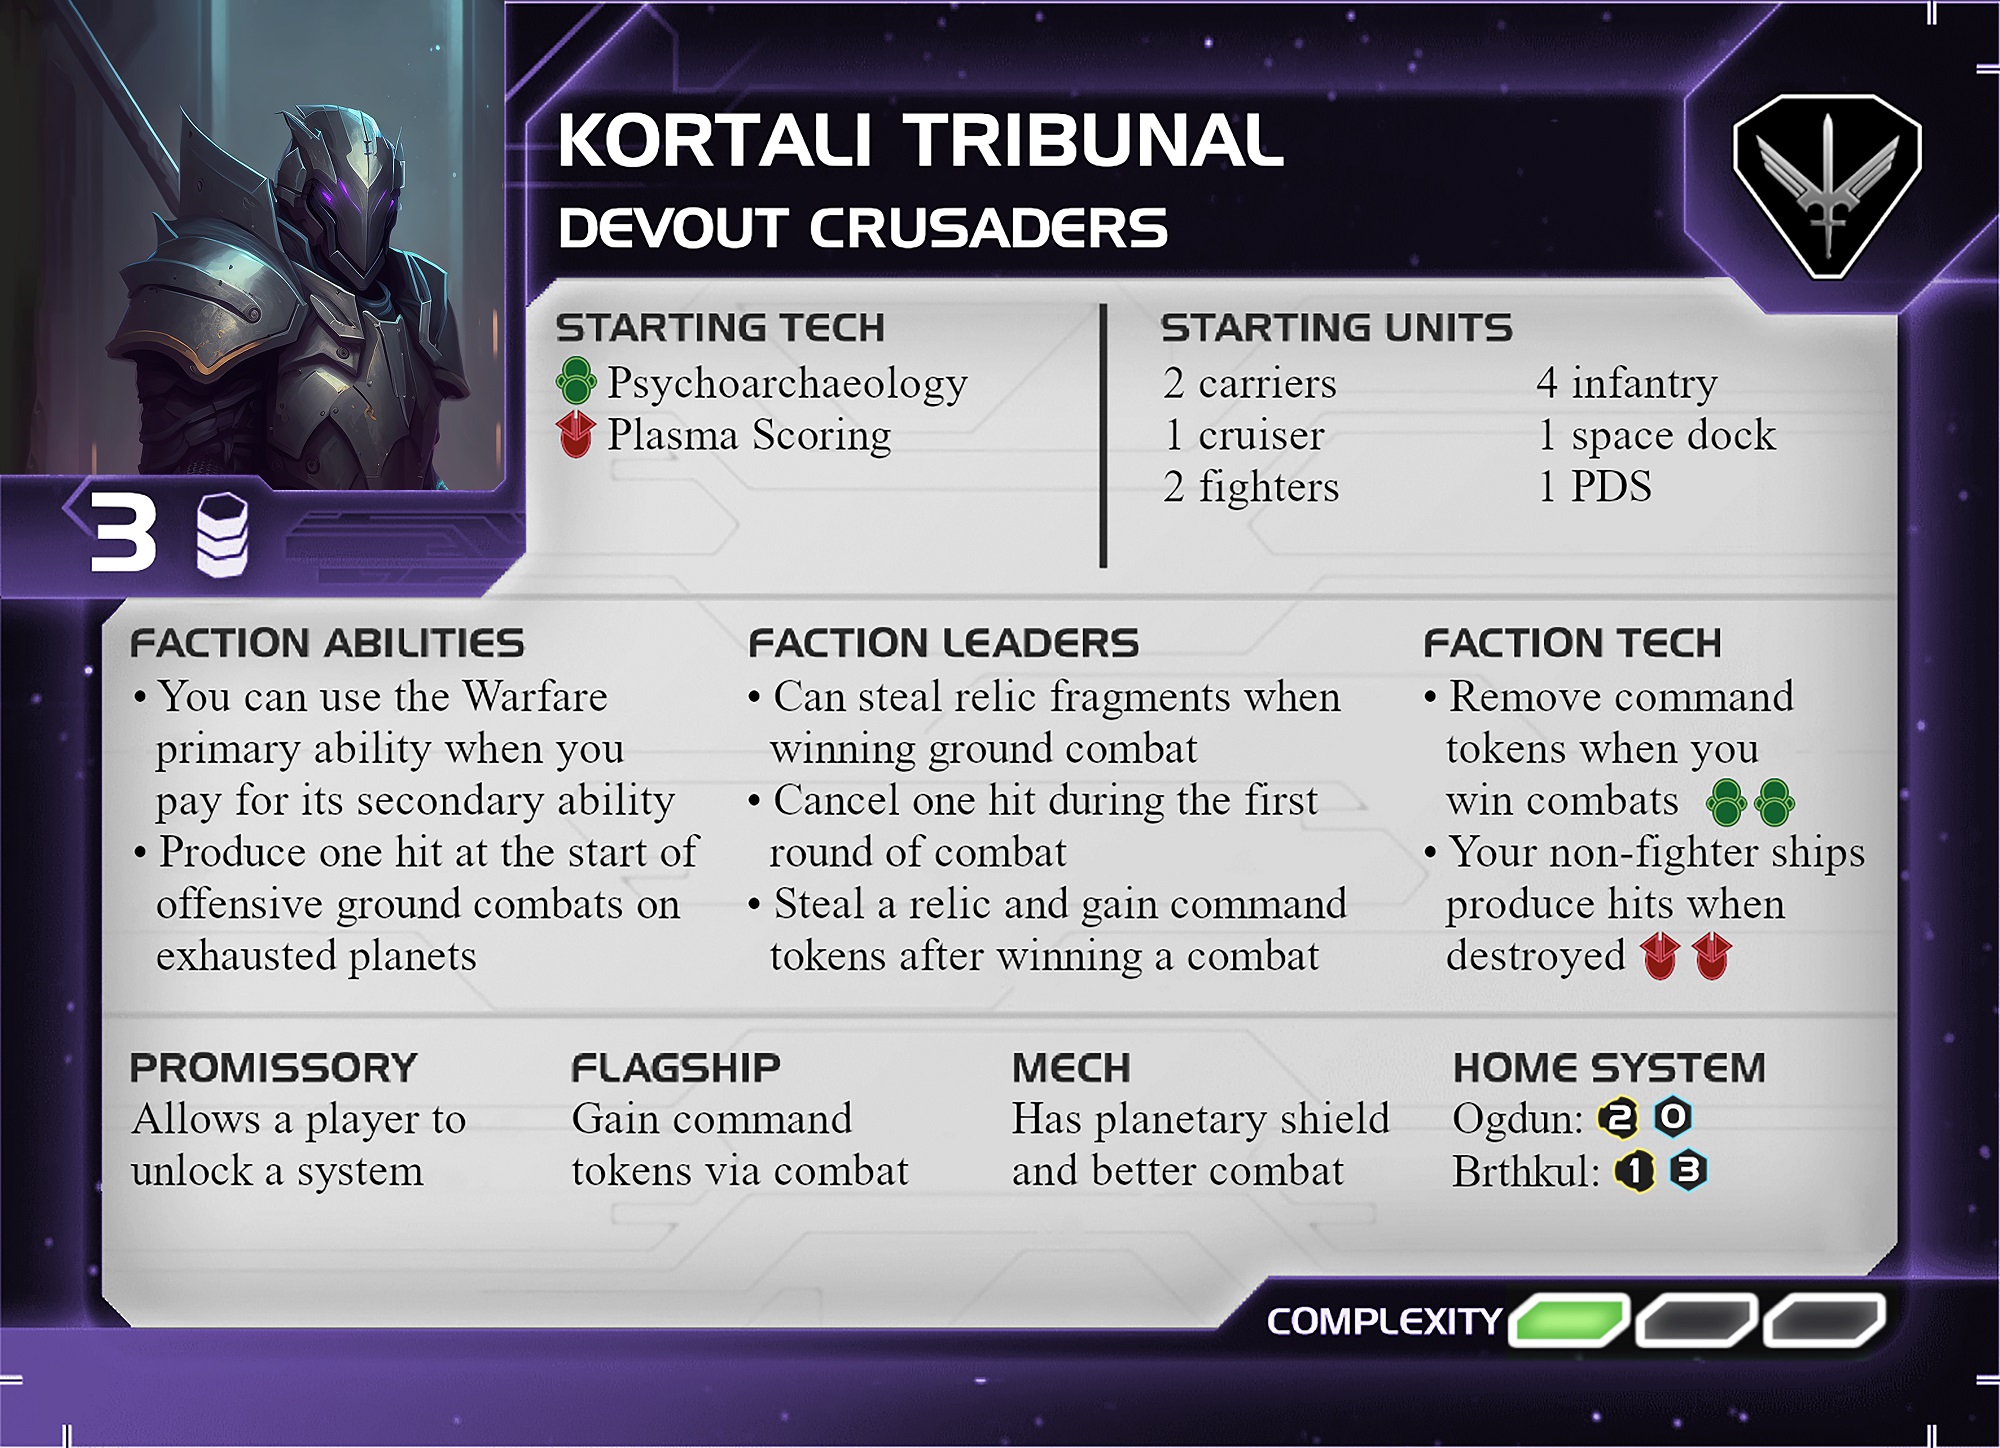 KORTALI TRIBUNAL
DEVOUT CRUSADERS
3
STARTING TECH
Psychoarchaeology
Plasma Scoring
STARTING UNITS
2 carriers
1 cruiser
2 fighters
4 infantry
1 space dock
1 PDS
FACTION ABILITIES
• You can use the Warfare
primary ability when you
pay for its secondary ability
• Produce one hit at the start of
offensive ground combats on
exhausted planets
FACTION LEADERS
• Can steal relic fragments when
winning ground combat
• Cancel one hit during the first
round of combat
• Steal a relic and gain command
tokens after winning a combat
FACTION TECH
• Remove command
tokens when you
win combats
• Your non-fighter ships
produce hits when
destroyed
PROMISSORY
Allows a player to
unlock a system
FLAGSHIP
Gain command
tokens via combat
MECH
Has planetary shield
and better combat
HOME SYSTEM
Ogdun: 2 0
Brthkul: 1 3
COMPLEXITY